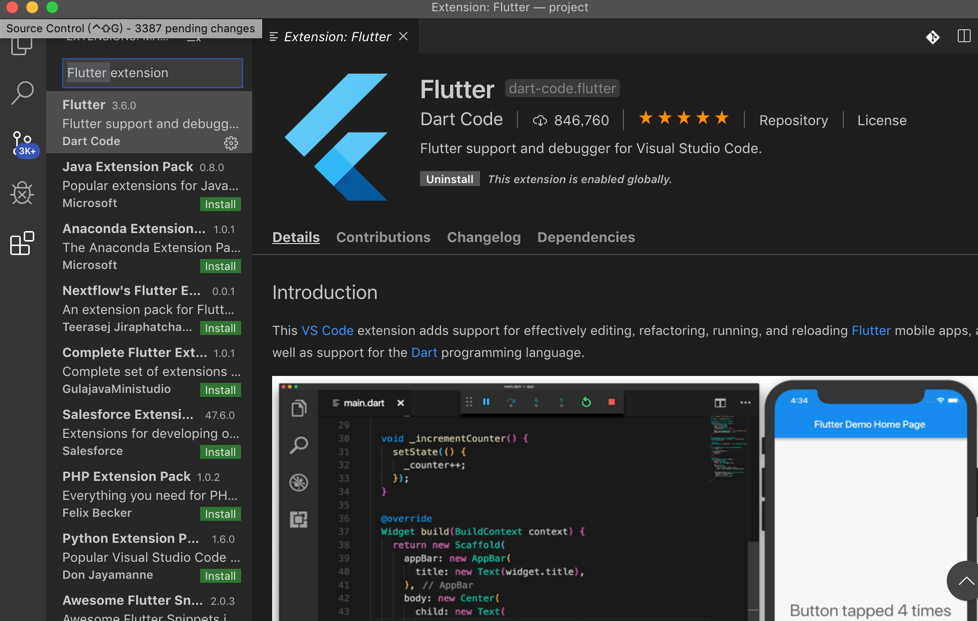 Extension: Flutter — project
Source Control (^⇧G) - 3387 pending changes
Extension: Flutter
Flutter extension
3K+
Flutter 3.6.0
Flutter support and debugg...
Dart Code
Java Extension Pack 0.8.0
Popular extensions for Java...
Microsoft
Install
Anaconda Extension... 1.0.1
The Anaconda Extension Pa...
Microsoft
Install
Nextflow's Flutter E... 0.0.1
An extension pack for Flutt...
Teerasej Jiraphatcha...
Install
Complete Flutter Ext... 1.0.1
Complete set of extensions ...
GulajavaMinistudio
Install
Salesforce Extensi... 47.6.0
Extensions for developing o...
Salesforce
Install
PHP Extension Pack 1.0.2
Everything you need for PH...
Felix Becker
Install
Python Extension P... 1.6.0
Popular Visual Studio Code ...
Don Jayamanne
Install
Awesome Flutter Sn... 2.0.3
Awesome Flutter Snippets i
Flutter dart-code.flutter
Dart Code 846,760 Repository License
Flutter support and debugger for Visual Studio Code.
Uninstall This extension is enabled globally.
Details Contributions Changelog Dependencies
Introduction
This VS Code extension adds support for effectively editing, refactoring, running, and reloading Flutter mobile apps,
well as support for the Dart programming language.
main.dart — app
main.dart
29
30 void _incrementCounter() {
31 setState(() {
32 _counter++;
33 });
34 }
35
36 @override
37 Widget build(BuildContext context) {
38 return new Scaffold(
39 appBar: new AppBar(
40 title: new Text(widget.title),
41 ), // AppBar
42 body: new Center(
43 child: new Text(
4:34
Flutter Demo Home Page
Button tapped 4 times